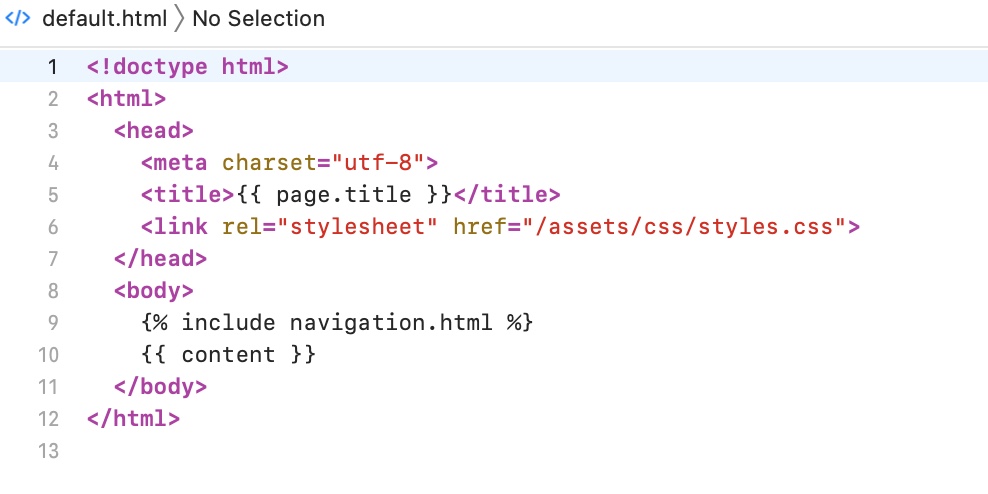 </> default.html 〉 No Selection
1 <!doctype html>
2 <html>
3 <head>
4 <meta charset="utf-8">
5 <title>{{ page.title }}</title>
6 <link rel="stylesheet" href="/assets/css/styles.css">
7 </head>
8 <body>
9 {% include navigation.html %}
10 {{ content }}
11 </body>
12 </html>
13